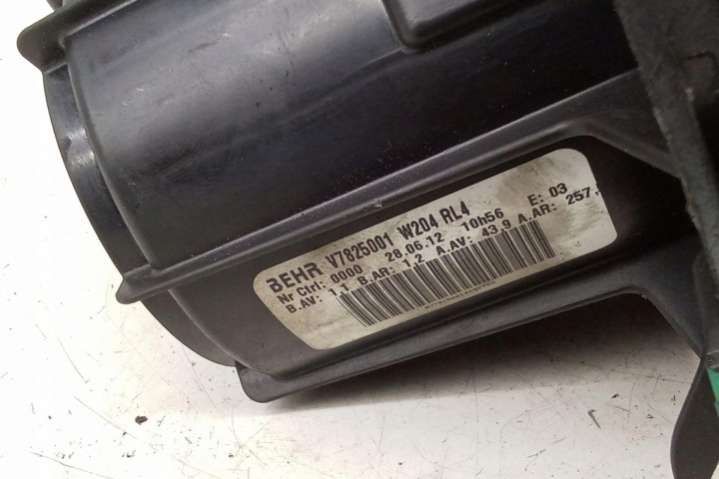 BEHR V7825001 W204 RL4
Nr Ctrl: 0000 28.06.12 10h56 E: 03
B.AV: 1.1 B.AR: 1.2 A.AV: 43.9 A.AR: 257.